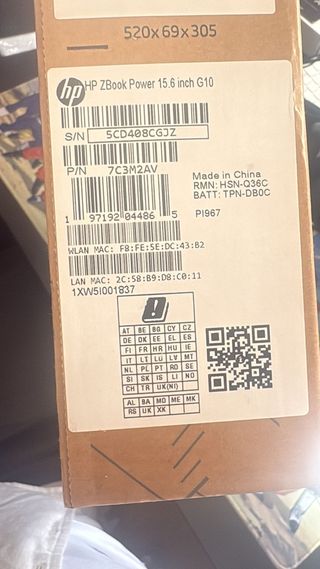 520x69x305
hp HP ZBook Power 15.6 inch G10
S/N 5CD408CGJZ
P/N 7C3M2AV
Made in China
RMN: HSN-Q36C
BATT: TPN-DB0C
1 97192 04486 5 PI967
WLAN MAC: F8:FE:5E:DC:43:B2
LAN MAC: 2C:58:B9:D8:C0:11
1XW5I001837
AT BE BG CY CZ
DE DK EE EL ES
FI FR HR HU IE
IT LT LU LV MT
NL PL PT RO SE
SI SK IS LI NO
CH TR UK(NI)
AL BA MD ME MK
RS UK XK